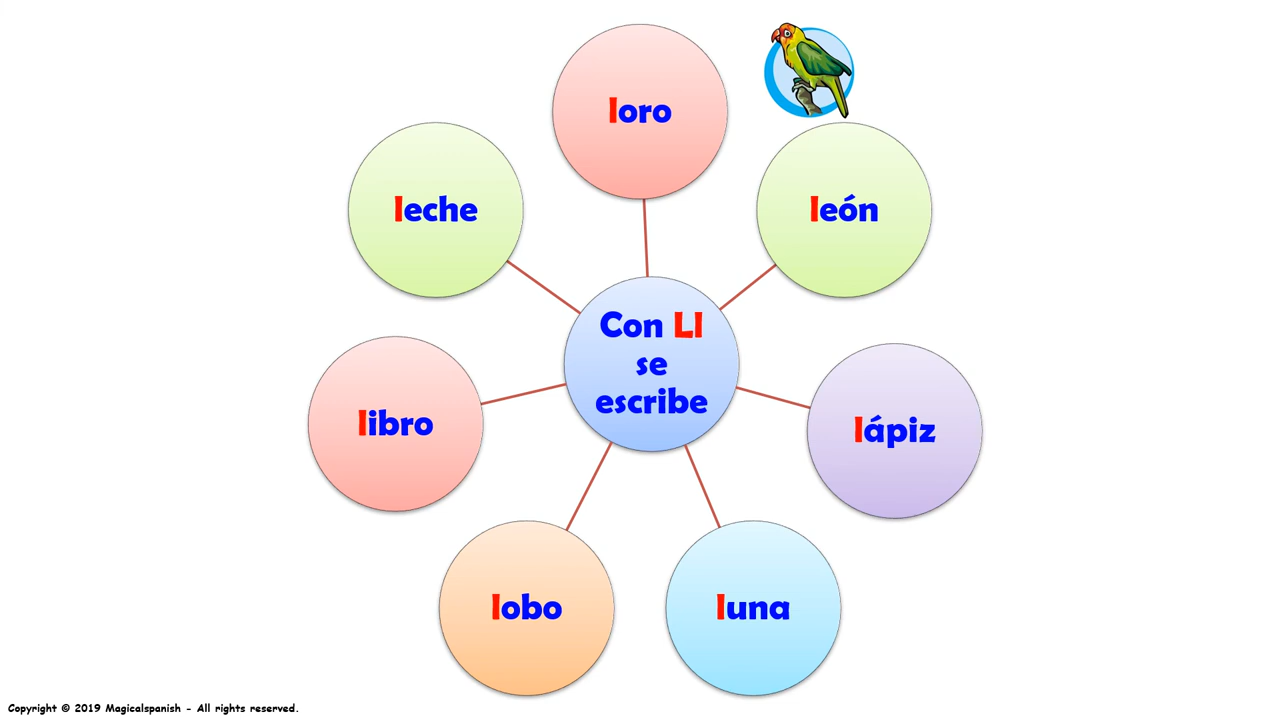 loro
león
lápiz
luna
lobo
libro
leche
Con Ll
se
escribe
Copyright © 2019 Magicalspanish - All rights reserved.